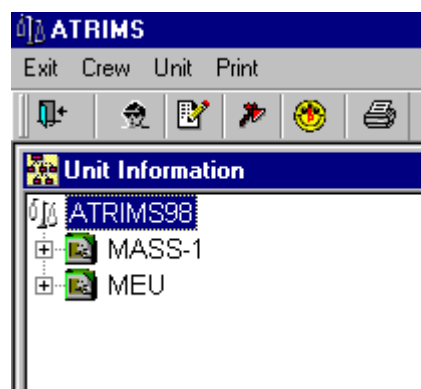 ATRIMS
Exit Crew Unit Print
Unit Information
ATRIMS98
MASS-1
MEU